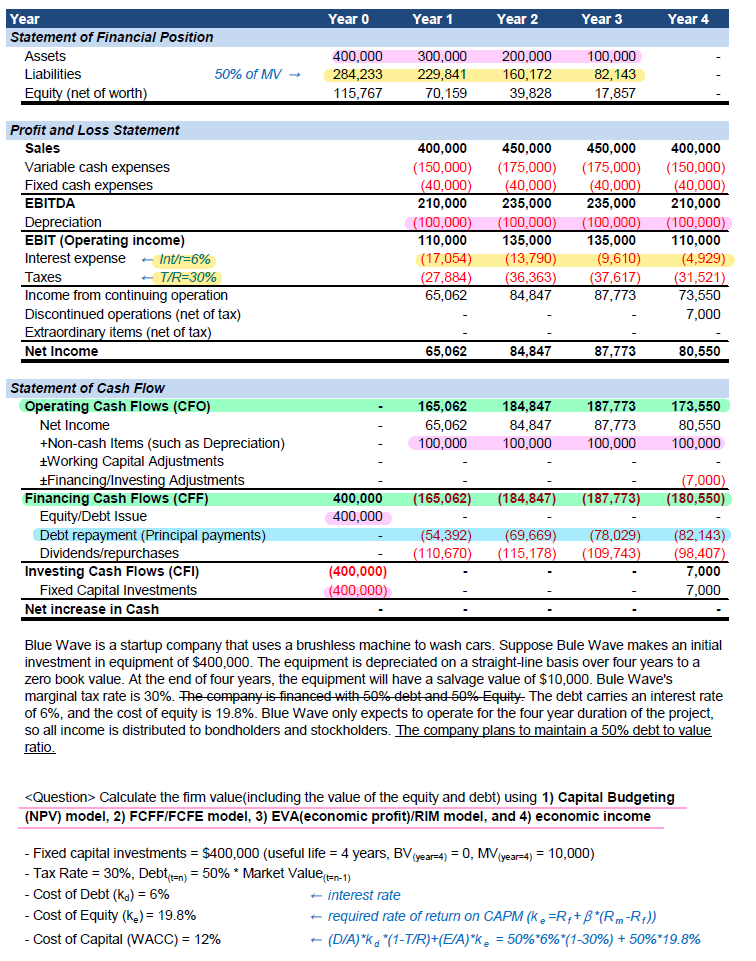 Year Year 0 Year 1 Year 2 Year 3 Year 4
Statement of Financial Position
Assets 400,000 300,000 200,000 100,000 -
Liabilities 50% of MV → 284,233 229,841 160,172 82,143 -
Equity (net of worth) 115,767 70,159 39,828 17,857 -
Profit and Loss Statement
Sales 400,000 450,000 450,000 400,000
Variable cash expenses (150,000) (175,000) (175,000) (150,000)
Fixed cash expenses (40,000) (40,000) (40,000) (40,000)
EBITDA 210,000 235,000 235,000 210,000
Depreciation (100,000) (100,000) (100,000) (100,000)
EBIT (Operating income) 110,000 135,000 135,000 110,000
Interest expense ← Int/r=6% (17,054) (13,790) (9,610) (4,929)
Taxes ← T/R=30% (27,884) (36,363) (37,617) (31,521)
Income from continuing operation 65,062 84,847 87,773 73,550
Discontinued operations (net of tax) - - - 7,000
Extraordinary items (net of tax) - - - -
Net Income 65,062 84,847 87,773 80,550
Statement of Cash Flow
Operating Cash Flows (CFO) - 165,062 184,847 187,773 173,550
Net Income - 65,062 84,847 87,773 80,550
+Non-cash Items (such as Depreciation) - 100,000 100,000 100,000 100,000
±Working Capital Adjustments - - - - -
±Financing/Investing Adjustments - - - - (7,000)
Financing Cash Flows (CFF) 400,000 (165,062) (184,847) (187,773) (180,550)
Equity/Debt Issue 400,000 - - - -
Debt repayment (Principal payments) - (54,392) (69,669) (78,029) (82,143)
Dividends/repurchases - (110,670) (115,178) (109,743) (98,407)
Investing Cash Flows (CFI) (400,000) - - - 7,000
Fixed Capital Investments (400,000) - - - 7,000
Net increase in Cash - - - - -
Blue Wave is a startup company that uses a brushless machine to wash cars. Suppose Bule Wave makes an initial
investment in equipment of $400,000. The equipment is depreciated on a straight-line basis over four years to a
zero book value. At the end of four years, the equipment will have a salvage value of $10,000. Bule Wave's
marginal tax rate is 30%. The company is financed with 50% debt and 50% Equity. The debt carries an interest rate
of 6%, and the cost of equity is 19.8%. Blue Wave only expects to operate for the four year duration of the project,
so all income is distributed to bondholders and stockholders. The company plans to maintain a 50% debt to value
ratio.
<Question> Calculate the firm value(including the value of the equity and debt) using 1) Capital Budgeting
(NPV) model, 2) FCFF/FCFE model, 3) EVA(economic profit)/RIM model, and 4) economic income
- Fixed capital investments = $400,000 (useful life = 4 years, BV(year=4) = 0, MV(year=4) = 10,000)
- Tax Rate = 30%, Debt(t=n) = 50% * Market Value(t=n-1)
- Cost of Debt (kd) = 6% ← interest rate
- Cost of Equity (ke) = 19.8% ← required rate of return on CAPM (ke=Rf+β*(Rm-Rf))
- Cost of Capital (WACC) = 12% ← (D/A)*kd*(1-T/R)+(E/A)*ke = 50%*6%*(1-30%) + 50%*19.8%